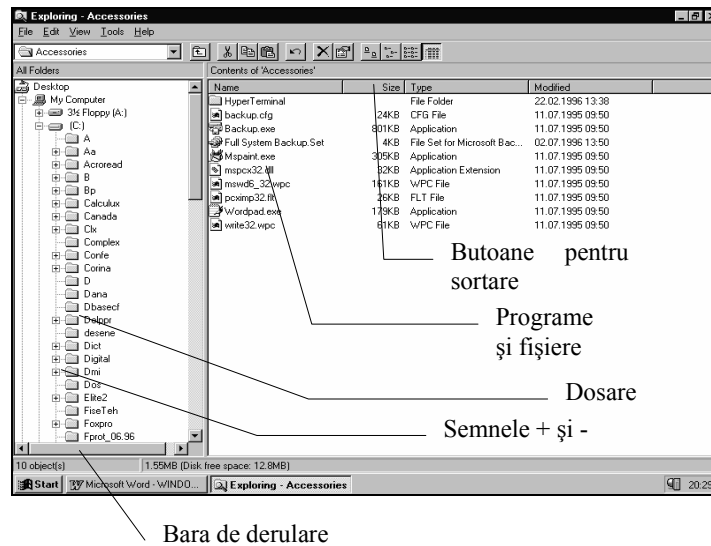 Exploring - Accessories
File Edit View Tools Help
Accessories
All Folders
Contents of 'Accessories'
Desktop
My Computer
3½ Floppy (A:)
(C:)
A
Aa
Acroread
B
Bp
Calculux
Canada
Clx
Complex
Confe
Corina
D
Dana
Dbasecf
Delppr
desene
Dict
Digital
Dmi
Dos
Elite2
FiseTeh
Foxpro
Fprot_06.96
Name Size Type Modified
HyperTerminal File Folder 22.02.1996 13:38
backup.cfg 24KB CFG File 11.07.1995 09:50
Backup.exe 801KB Application 11.07.1995 09:50
Full System Backup.Set 4KB File Set for Microsoft Bac... 02.07.1996 13:50
Mspaint.exe 305KB Application 11.07.1995 09:50
mspcx32.dll 32KB Application Extension 11.07.1995 09:50
mswd6_32.wpc 161KB WPC File 11.07.1995 09:50
pcximp32.flt 26KB FLT File 11.07.1995 09:50
Wordpad.exe 179KB Application 11.07.1995 09:50
write32.wpc 61KB WPC File 11.07.1995 09:50
Butoane pentru
sortare
Programe
şi fişiere
Dosare
Semnele + şi -
10 object(s) 1.55MB (Disk free space: 12.8MB)
Start Microsoft Word - WINDO... Exploring - Accessories 20:29
Bara de derulare